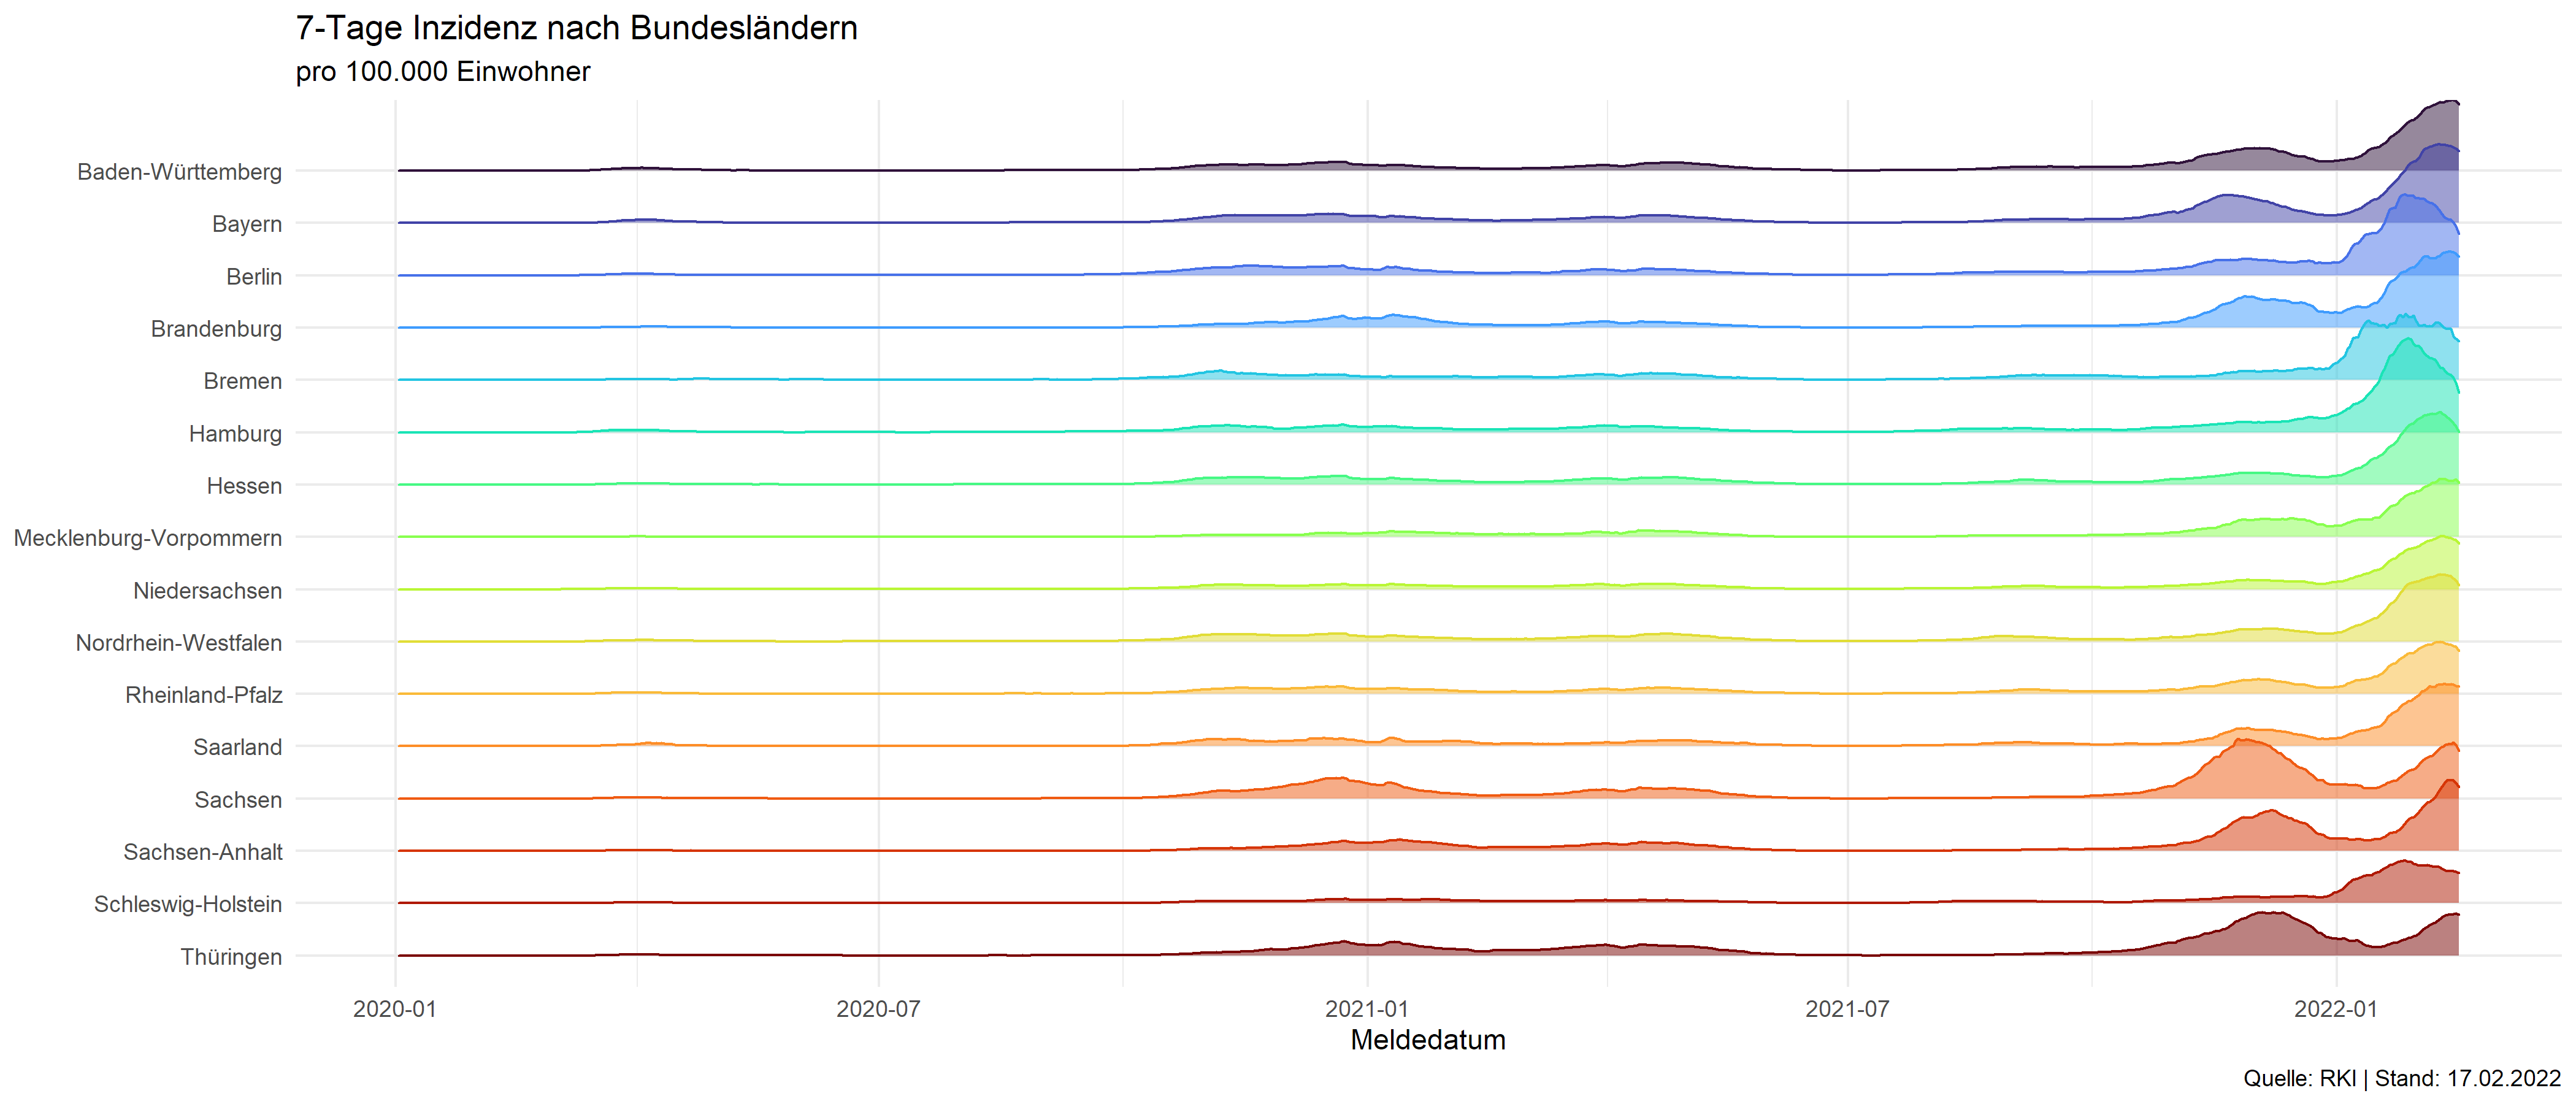 7-Tage Inzidenz nach Bundesländern
pro 100.000 Einwohner
Baden-Württemberg
Bayern
Berlin
Brandenburg
Bremen
Hamburg
Hessen
Mecklenburg-Vorpommern
Niedersachsen
Nordrhein-Westfalen
Rheinland-Pfalz
Saarland
Sachsen
Sachsen-Anhalt
Schleswig-Holstein
Thüringen
2020-01 2020-07 2021-01 2021-07 2022-01
Meldedatum
Quelle: RKI | Stand: 17.02.2022